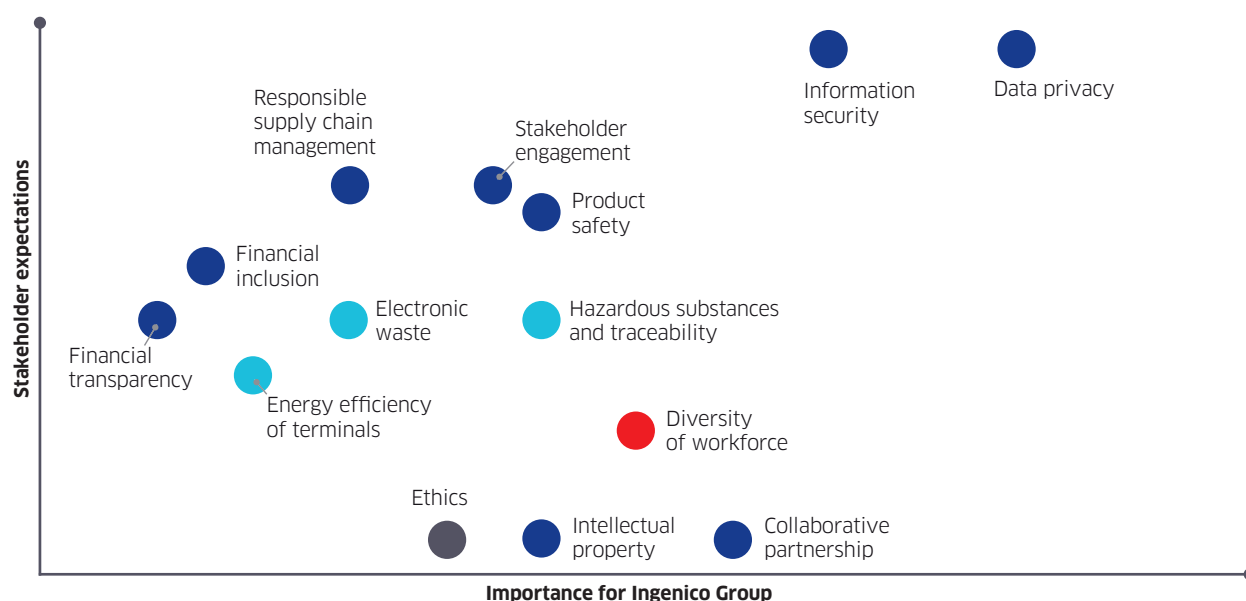 Information
security
Data privacy
Responsible
supply chain
management
Stakeholder
engagement
Product
safety
Financial
inclusion
Electronic
waste
Hazardous substances
and traceability
Financial
transparency
Energy efficiency
of terminals
Diversity
of workforce
Ethics
Intellectual
property
Collaborative
partnership
Stakeholder expectations
Importance for Ingenico Group